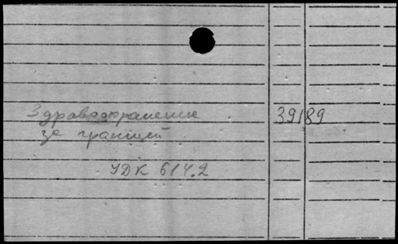 Здравоохранение 39189
за границей
УДК 614.2